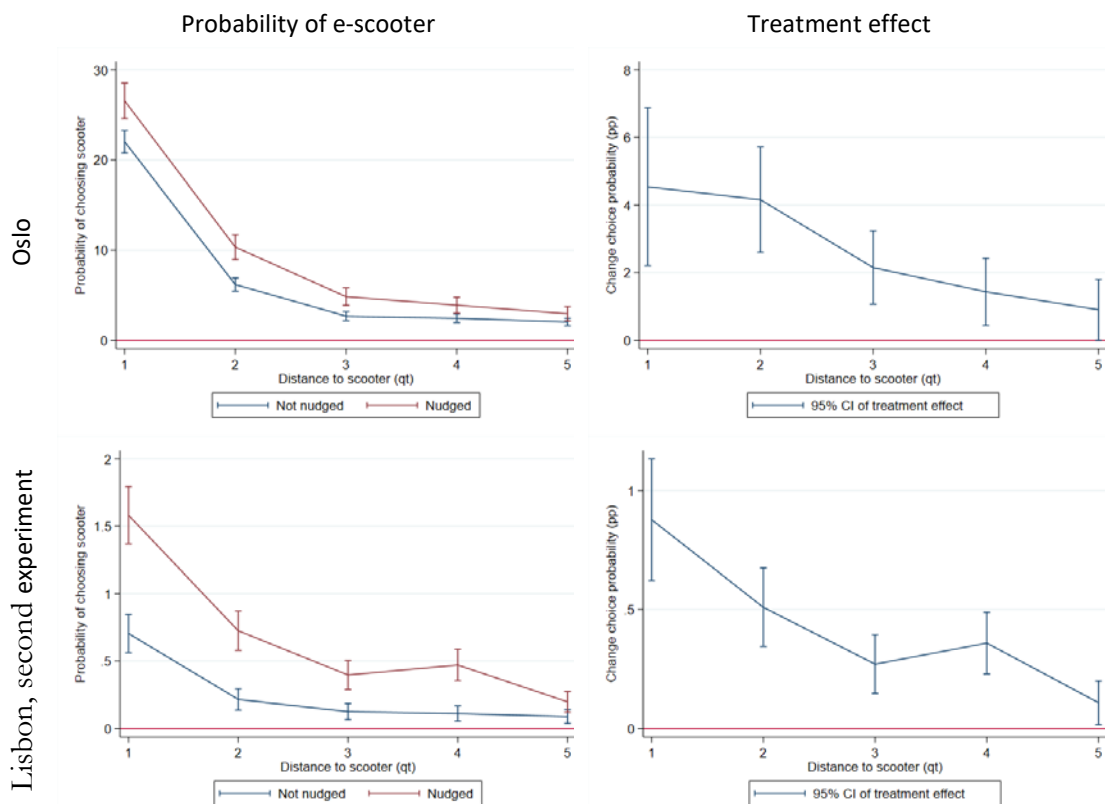 Probability of e-scooter
Treatment effect
Oslo
Probability of choosing scooter
30
20
10
0
1 2 3 4 5
Distance to scooter (qt)
Not nudged Nudged
Change choice probability (pp)
8
6
4
2
0
1 2 3 4 5
Distance to scooter (qt)
95% CI of treatment effect
Lisbon, second experiment
Probability of choosing scooter
2
1.5
1
.5
0
1 2 3 4 5
Distance to scooter (qt)
Not nudged Nudged
Change choice probability (pp)
1
.5
0
1 2 3 4 5
Distance to scooter (qt)
95% CI of treatment effect